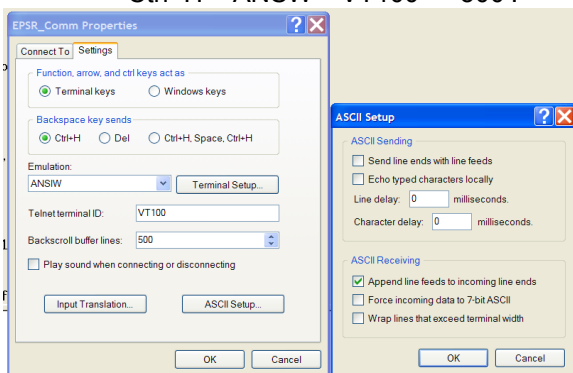 EPSR_Comm Properties
Connect To Settings
Function, arrow, and ctrl keys act as
Terminal keys Windows keys
Backspace key sends
Ctrl+H Del Ctrl+H, Space, Ctrl+H
Emulation:
ANSIW Terminal Setup...
Telnet terminal ID: VT100
Backscroll buffer lines: 500
Play sound when connecting or disconnecting
Input Translation... ASCII Setup...
OK Cancel
ASCII Setup
ASCII Sending
Send line ends with line feeds
Echo typed characters locally
Line delay: 0 milliseconds.
Character delay: 0 milliseconds.
ASCII Receiving
Append line feeds to incoming line ends
Force incoming data to 7-bit ASCII
Wrap lines that exceed terminal width
OK Cancel